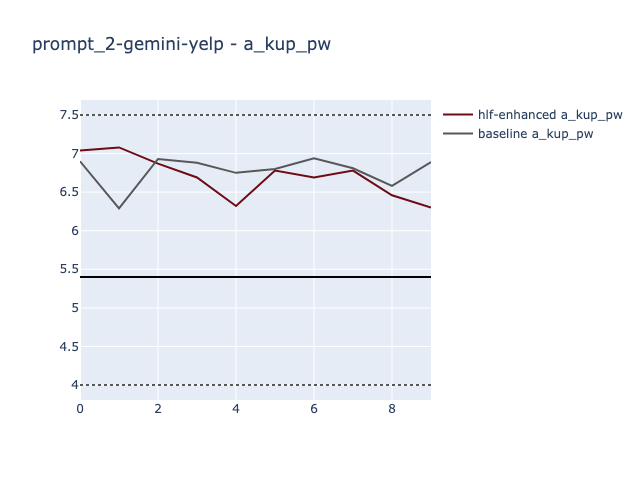 prompt_2-gemini-yelp - a_kup_pw
hlf-enhanced a_kup_pw
baseline a_kup_pw
7.5
7
6.5
6
5.5
5
4.5
4
0 2 4 6 8